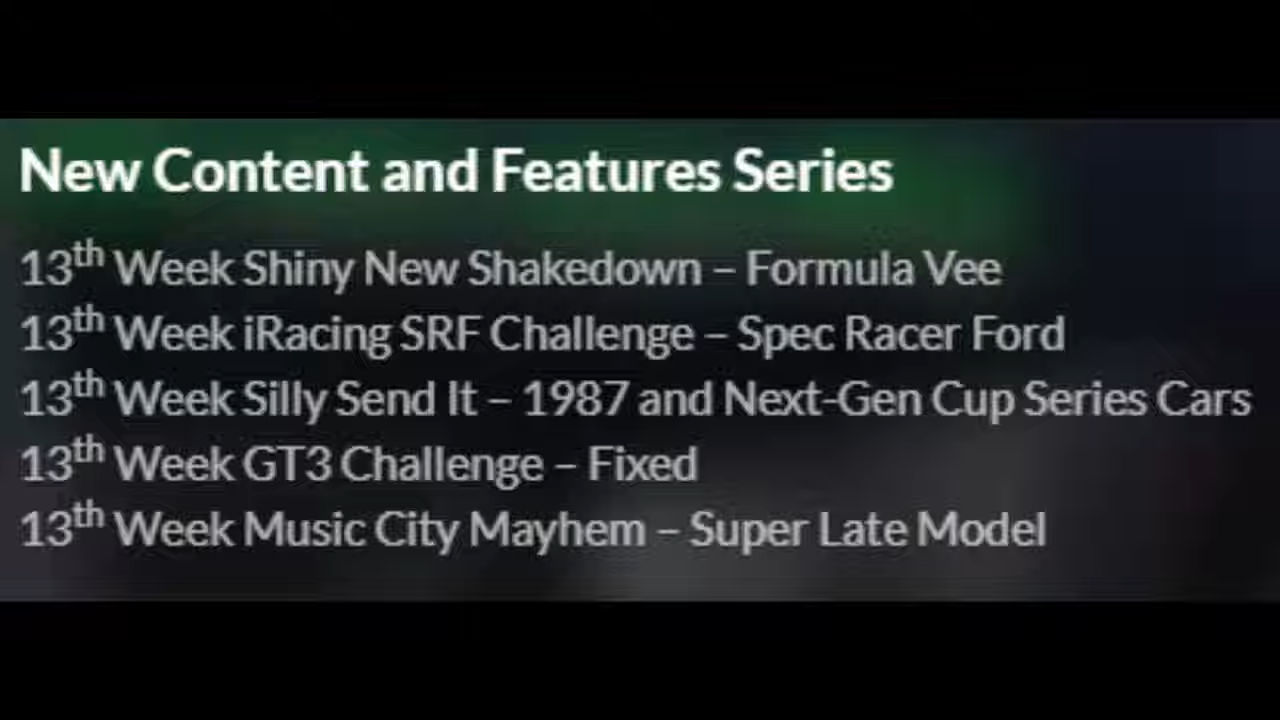 New Content and Features Series
13th Week Shiny New Shakedown – Formula Vee
13th Week iRacing SRF Challenge – Spec Racer Ford
13th Week Silly Send It – 1987 and Next-Gen Cup Series Cars
13th Week GT3 Challenge – Fixed
13th Week Music City Mayhem – Super Late Model